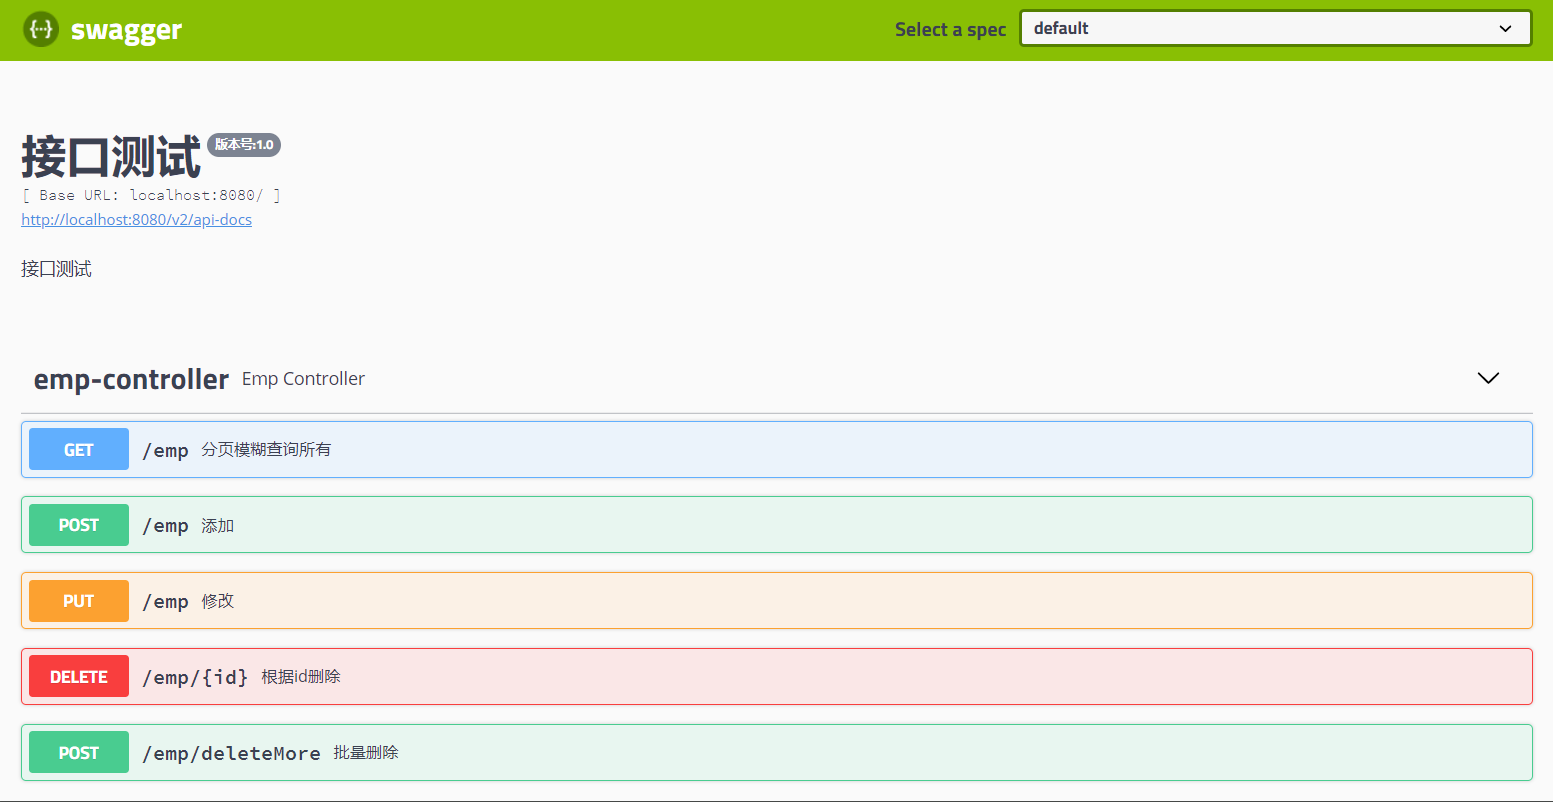 swagger
Select a spec default
接口测试 版本号:1.0
[ Base URL: localhost:8080/ ]
http://localhost:8080/v2/api-docs
接口测试
emp-controller Emp Controller
GET /emp 分页模糊查询所有
POST /emp 添加
PUT /emp 修改
DELETE /emp/{id} 根据id删除
POST /emp/deleteMore 批量删除